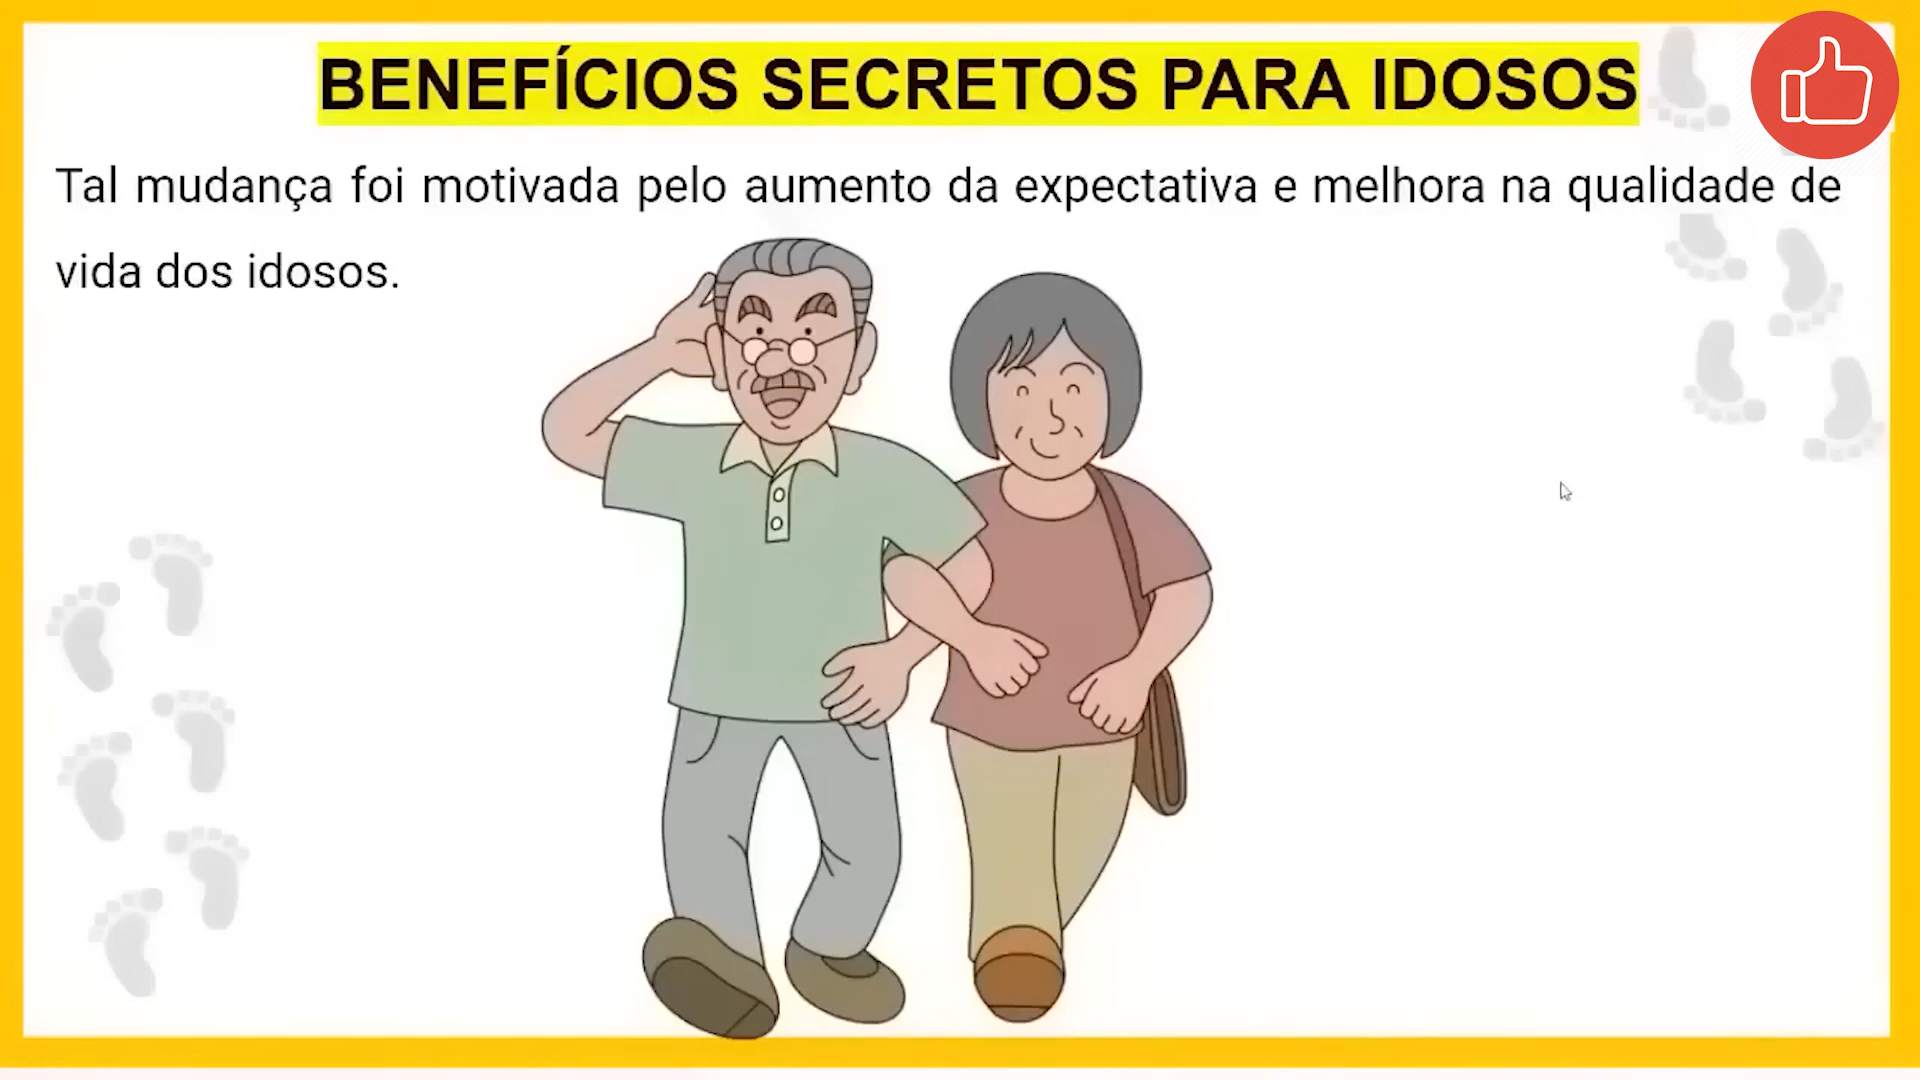 BENEFÍCIOS SECRETOS PARA IDOSOS
Tal mudança foi motivada pelo aumento da expectativa e melhora na qualidade de
vida dos idosos.